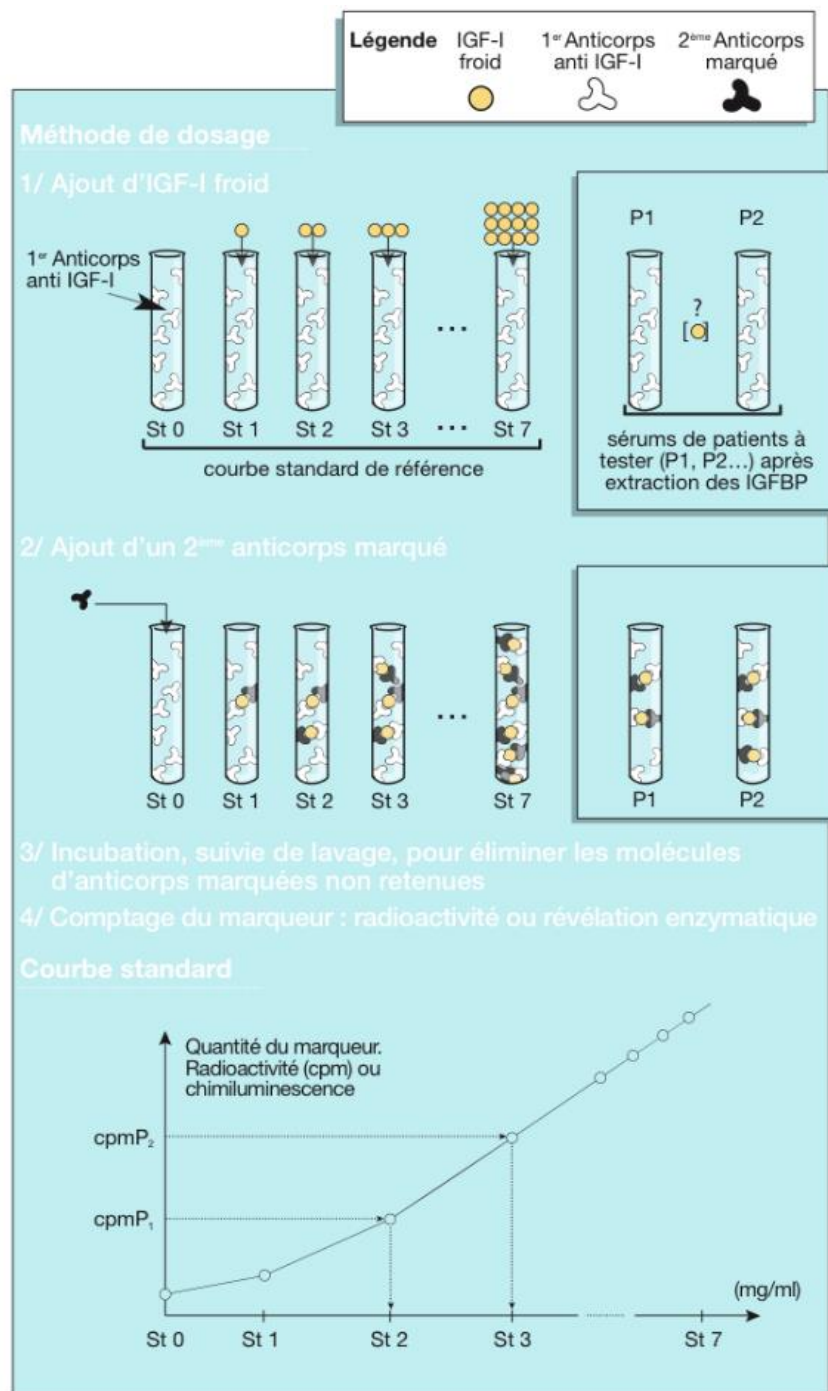 Légende
IGF-I
froid
1er Anticorps
anti IGF-I
2ème Anticorps
marqué
Méthode de dosage
1/ Ajout d'IGF-I froid
1er Anticorps
anti IGF-I
St 0 St 1 St 2 St 3 ... St 7
courbe standard de référence
P1 P2
?
[ ]
sérums de patients à
tester (P1, P2...) après
extraction des IGFBP
2/ Ajout d'un 2ème anticorps marqué
...
St 0 St 1 St 2 St 3 St 7
P1 P2
3/ Incubation, suivie de lavage, pour éliminer les molécules
d'anticorps marquées non retenues
4/ Comptage du marqueur : radioactivité ou révélation enzymatique
Courbe standard
Quantité du marqueur.
Radioactivité (cpm) ou
chimiluminescence
cpmP2
cpmP1
(mg/ml)
St 0 St 1 St 2 St 3 St 7